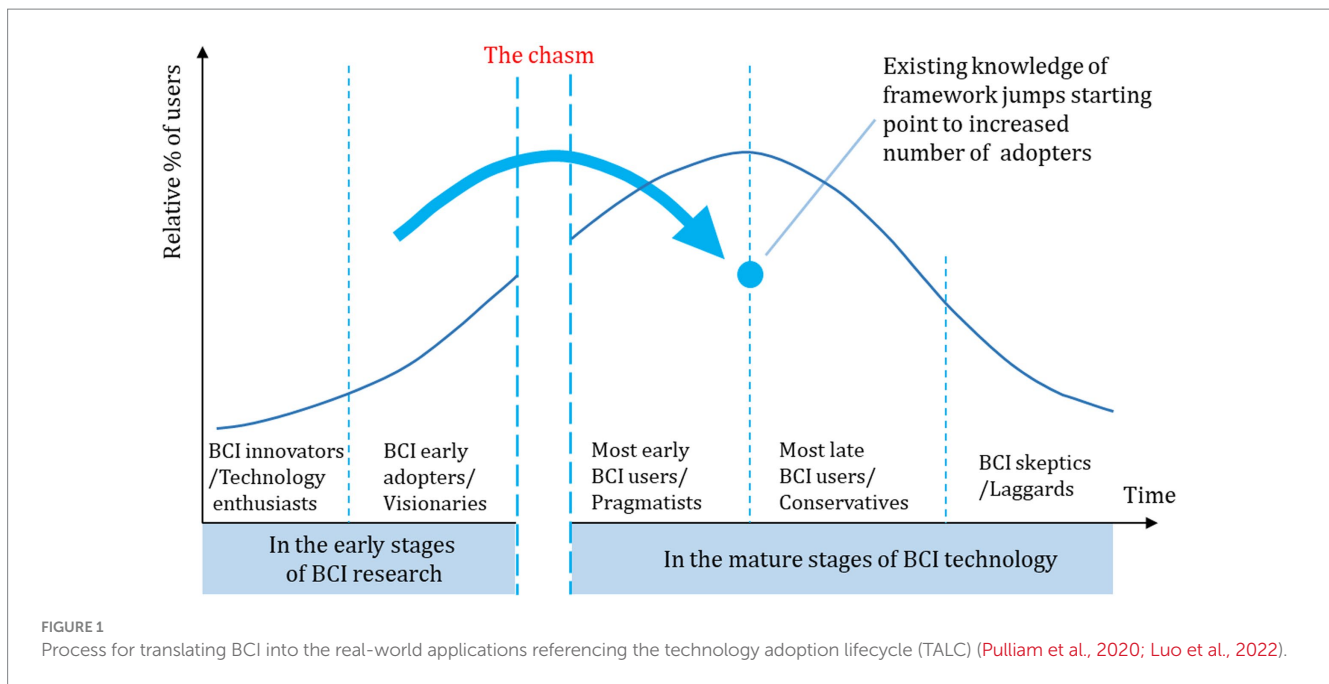 The chasm
Existing knowledge of
framework jumps starting
point to increased
number of adopters
Relative % of users
BCI innovators
/Technology
enthusiasts
BCI early
adopters/
Visionaries
Most early
BCI users/
Pragmatists
Most late
BCI users/
Conservatives
BCI skeptics
/Laggards
Time
In the early stages
of BCI research
In the mature stages of BCI technology
FIGURE 1
Process for translating BCI into the real-world applications referencing the technology adoption lifecycle (TALC) (Pulliam et al., 2020; Luo et al., 2022).